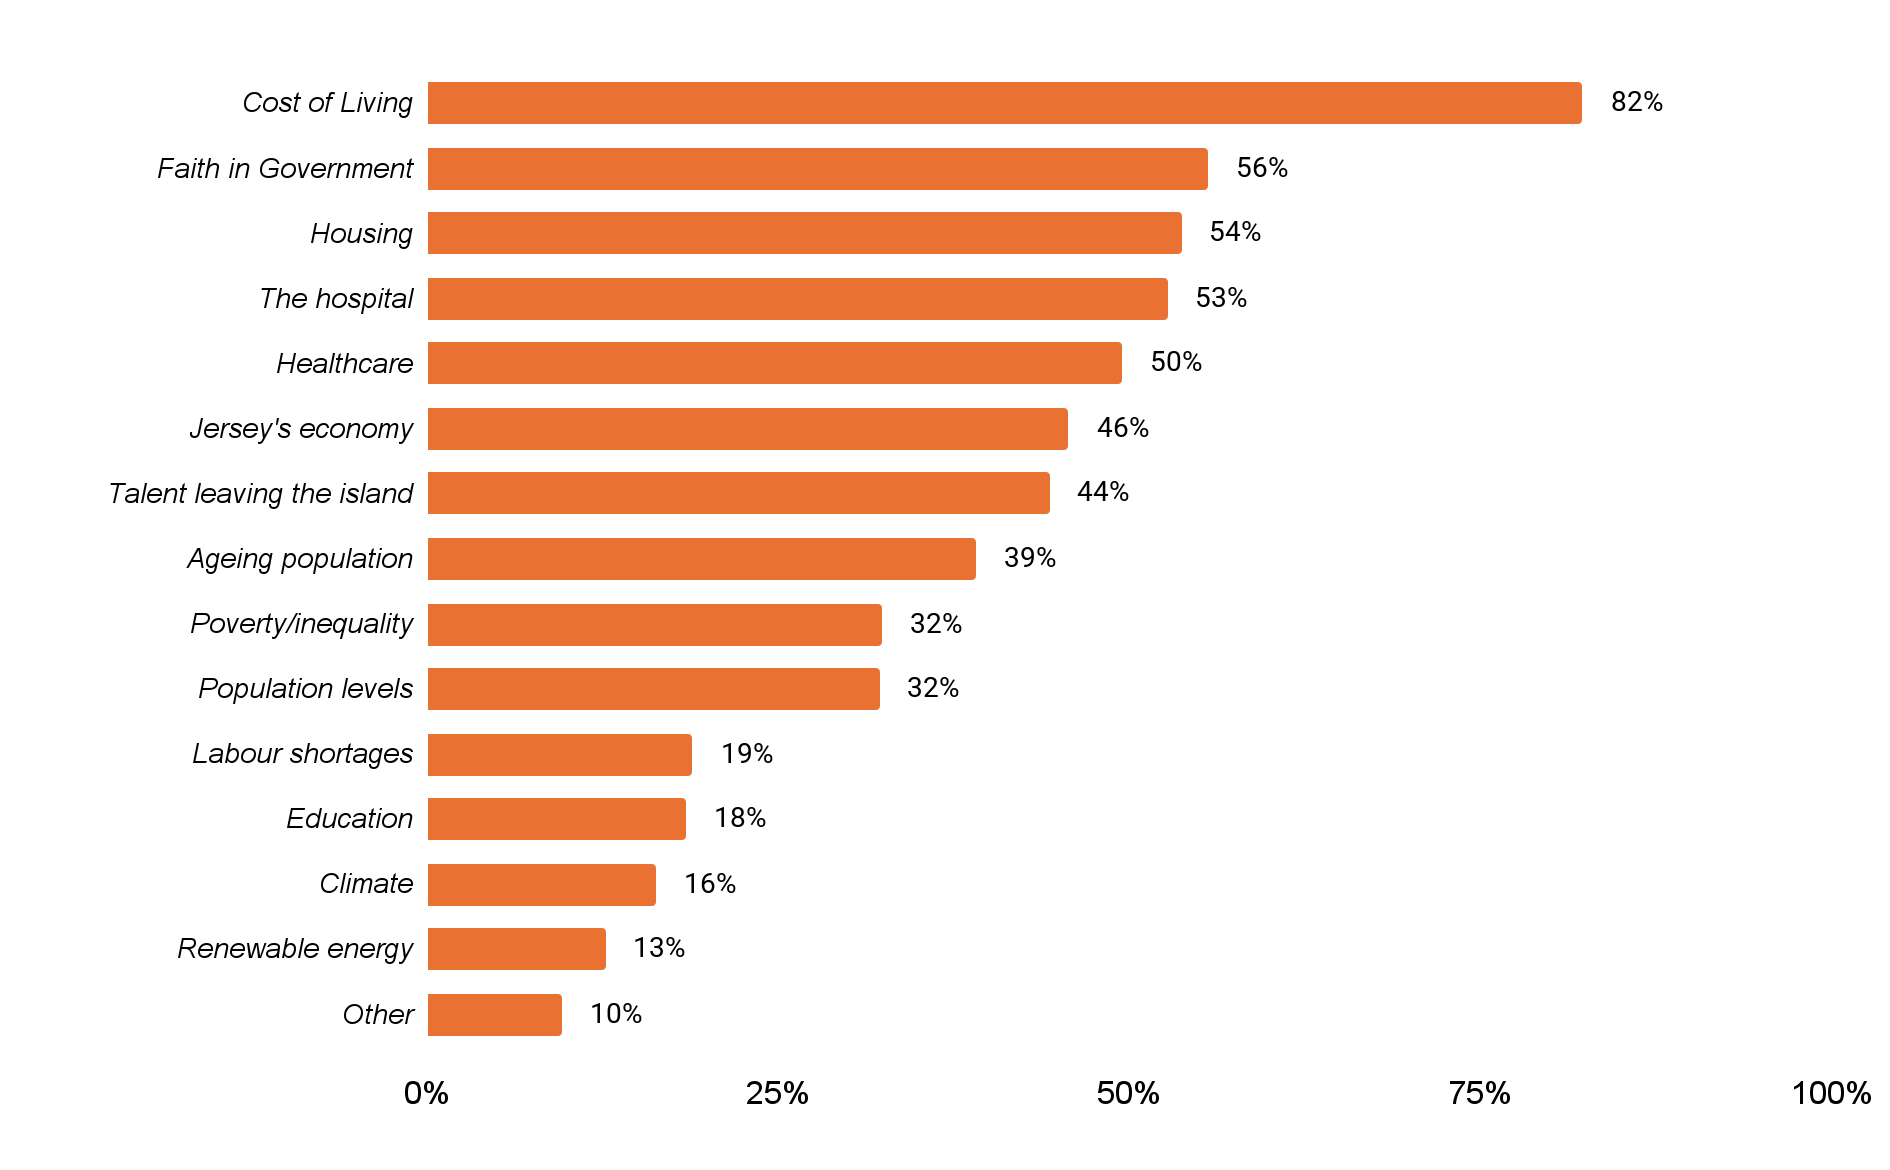 Cost of Living 82%
Faith in Government 56%
Housing 54%
The hospital 53%
Healthcare 50%
Jersey's economy 46%
Talent leaving the island 44%
Ageing population 39%
Poverty/inequality 32%
Population levels 32%
Labour shortages 19%
Education 18%
Climate 16%
Renewable energy 13%
Other 10%
0% 25% 50% 75% 100%